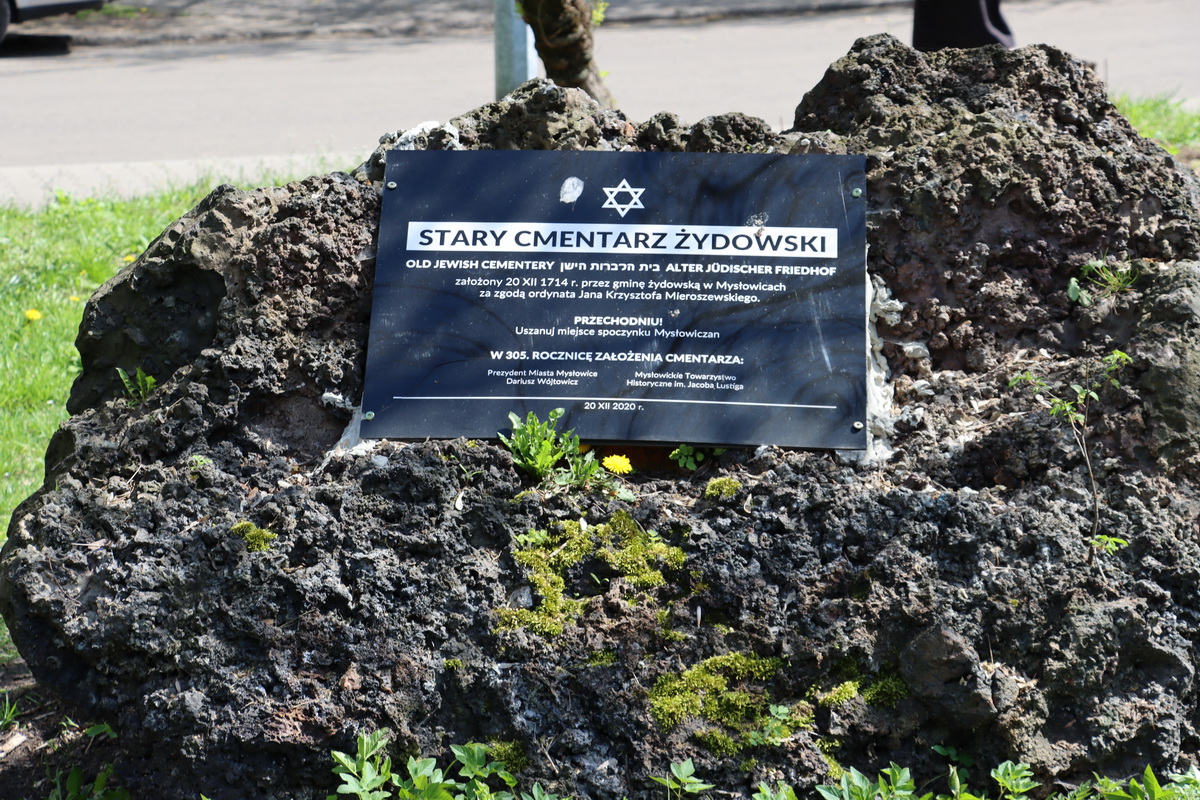 STARY CMENTARZ ŻYDOWSKI
OLD JEWISH CEMETERY בית הקברות הישן ALTER JÜDISCHER FRIEDHOF
założony 20 XII 1714 r. przez gminę żydowską w Mysłowicach
za zgodą ordynata Jana Krzysztofa Mieroszewskiego.
PRZECHODNIU!
Uszanuj miejsce spoczynku Mysłowiczan
W 305. ROCZNICĘ ZAŁOŻENIA CMENTARZA:
Prezydent Miasta Mysłowice
Dariusz Wójtowicz
Mysłowickie Towarzystwo
Historyczne im. Jacoba Lustiga
20 XII 2020 r.